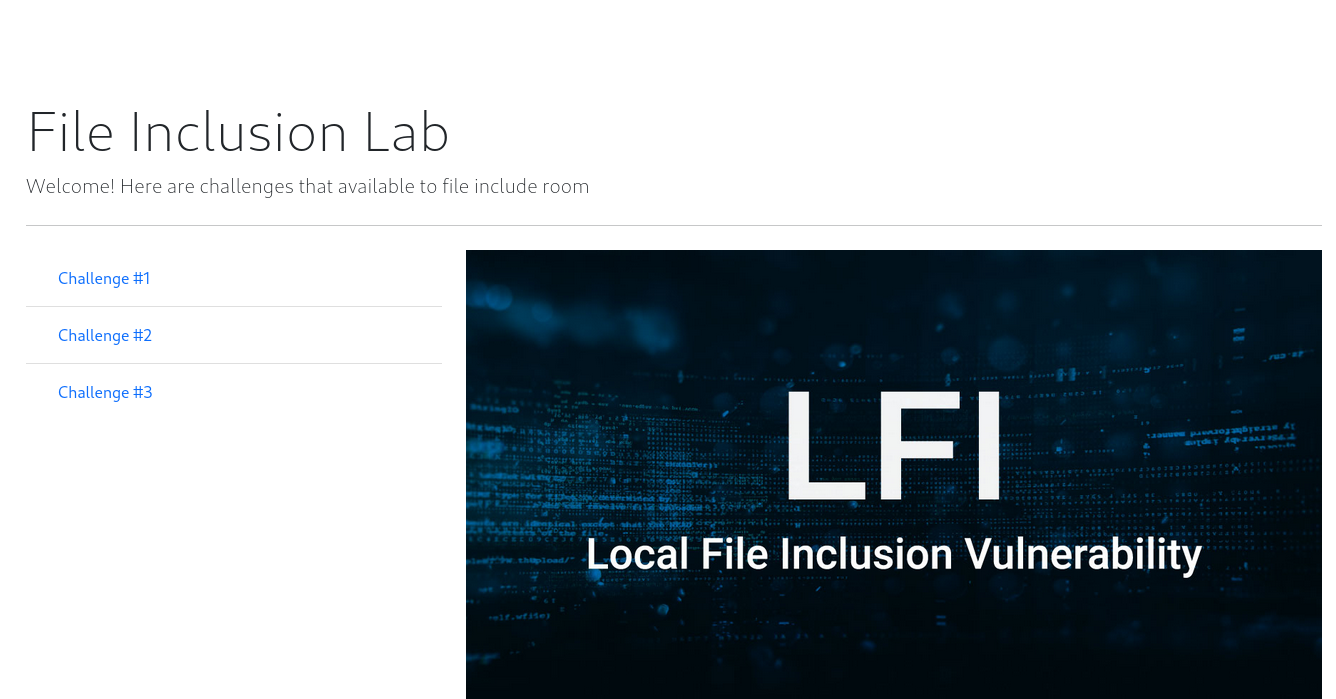 File Inclusion Lab
Welcome! Here are challenges that available to file include room
Challenge #1
Challenge #2
Challenge #3
LFI
Local File Inclusion Vulnerability